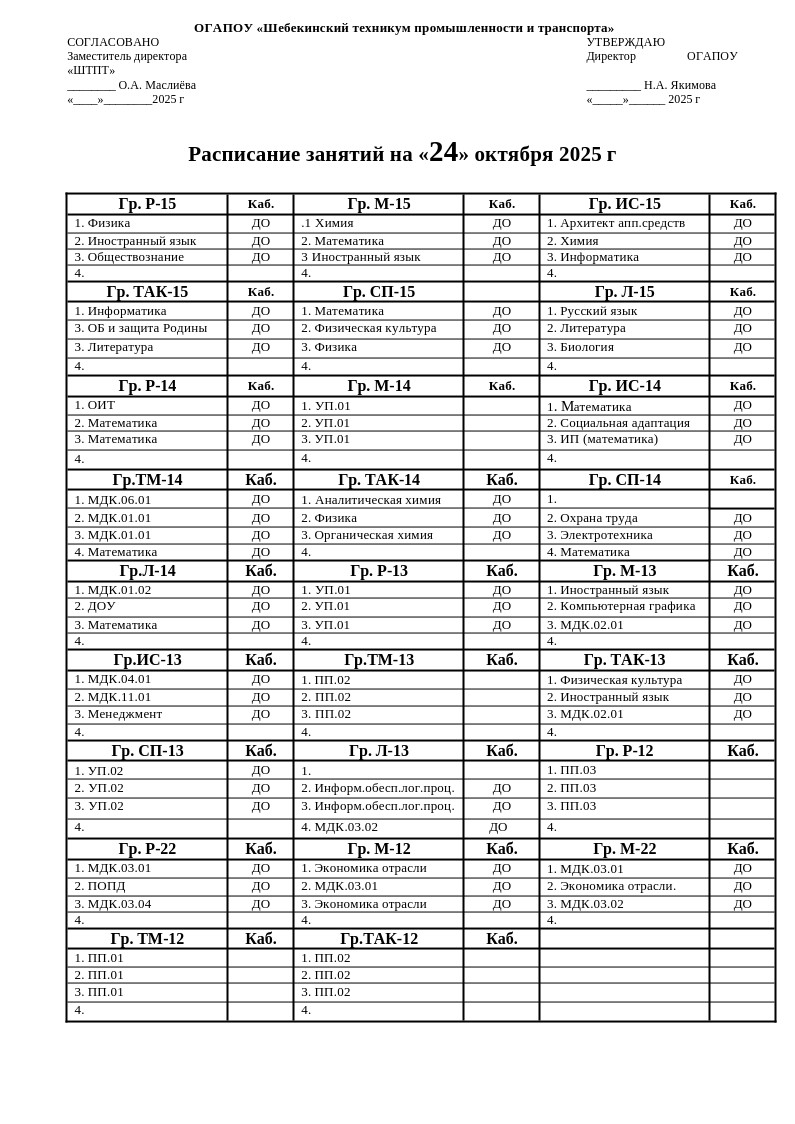 ОГАПОУ «Шебекинский техникум промышленности и транспорта»
СОГЛАСОВАНО УТВЕРЖДАЮ
Заместитель директора Директор ОГАПОУ
«ШТПТ»
________ О.А. Маслиёва _________ Н.А. Якимова
«____»________2025 г «_____»______ 2025 г
Расписание занятий на «24» октября 2025 г
Гр. Р-15 Каб. Гр. М-15 Каб. Гр. ИС-15 Каб.
1. Физика ДО .1 Химия ДО 1. Архитект апп.средств ДО
2. Иностранный язык ДО 2. Математика ДО 2. Химия ДО
3. Обществознание ДО 3 Иностранный язык ДО 3. Информатика ДО
4. 4. 4.
Гр. ТАК-15 Каб. Гр. СП-15 Гр. Л-15 Каб.
1. Информатика ДО 1. Математика ДО 1. Русский язык ДО
3. ОБ и защита Родины ДО 2. Физическая культура ДО 2. Литература ДО
3. Литература ДО 3. Физика ДО 3. Биология ДО
4. 4. 4.
Гр. Р-14 Каб. Гр. М-14 Каб. Гр. ИС-14 Каб.
1. ОИТ ДО 1. УП.01 1. Математика ДО
2. Математика ДО 2. УП.01 2. Социальная адаптация ДО
3. Математика ДО 3. УП.01 3. ИП (математика) ДО
4. 4. 4.
Гр.ТМ-14 Каб. Гр. ТАК-14 Каб. Гр. СП-14 Каб.
1. МДК.06.01 ДО 1. Аналитическая химия ДО 1.
2. МДК.01.01 ДО 2. Физика ДО 2. Охрана труда ДО
3. МДК.01.01 ДО 3. Органическая химия ДО 3. Электротехника ДО
4. Математика ДО 4. 4. Математика ДО
Гр.Л-14 Каб. Гр. Р-13 Каб. Гр. М-13 Каб.
1. МДК.01.02 ДО 1. УП.01 ДО 1. Иностранный язык ДО
2. ДОУ ДО 2. УП.01 ДО 2. Компьютерная графика ДО
3. Математика ДО 3. УП.01 ДО 3. МДК.02.01 ДО
4. 4. 4.
Гр.ИС-13 Каб. Гр.ТМ-13 Каб. Гр. ТАК-13 Каб.
1. МДК.04.01 ДО 1. ПП.02 1. Физическая культура ДО
2. МДК.11.01 ДО 2. ПП.02 2. Иностранный язык ДО
3. Менеджмент ДО 3. ПП.02 3. МДК.02.01 ДО
4. 4. 4.
Гр. СП-13 Каб. Гр. Л-13 Каб. Гр. Р-12 Каб.
1. УП.02 ДО 1. 1. ПП.03
2. УП.02 ДО 2. Информ.обесп.лог.проц. ДО 2. ПП.03
3. УП.02 ДО 3. Информ.обесп.лог.проц. ДО 3. ПП.03
4. 4. МДК.03.02 ДО 4.
Гр. Р-22 Каб. Гр. М-12 Каб. Гр. М-22 Каб.
1. МДК.03.01 ДО 1. Экономика отрасли ДО 1. МДК.03.01 ДО
2. ПОПД ДО 2. МДК.03.01 ДО 2. Экономика отрасли. ДО
3. МДК.03.04 ДО 3. Экономика отрасли ДО 3. МДК.03.02 ДО
4. 4. 4.
Гр. ТМ-12 Каб. Гр.ТАК-12 Каб.
1. ПП.01 1. ПП.02
2. ПП.01 2. ПП.02
3. ПП.01 3. ПП.02
4. 4.